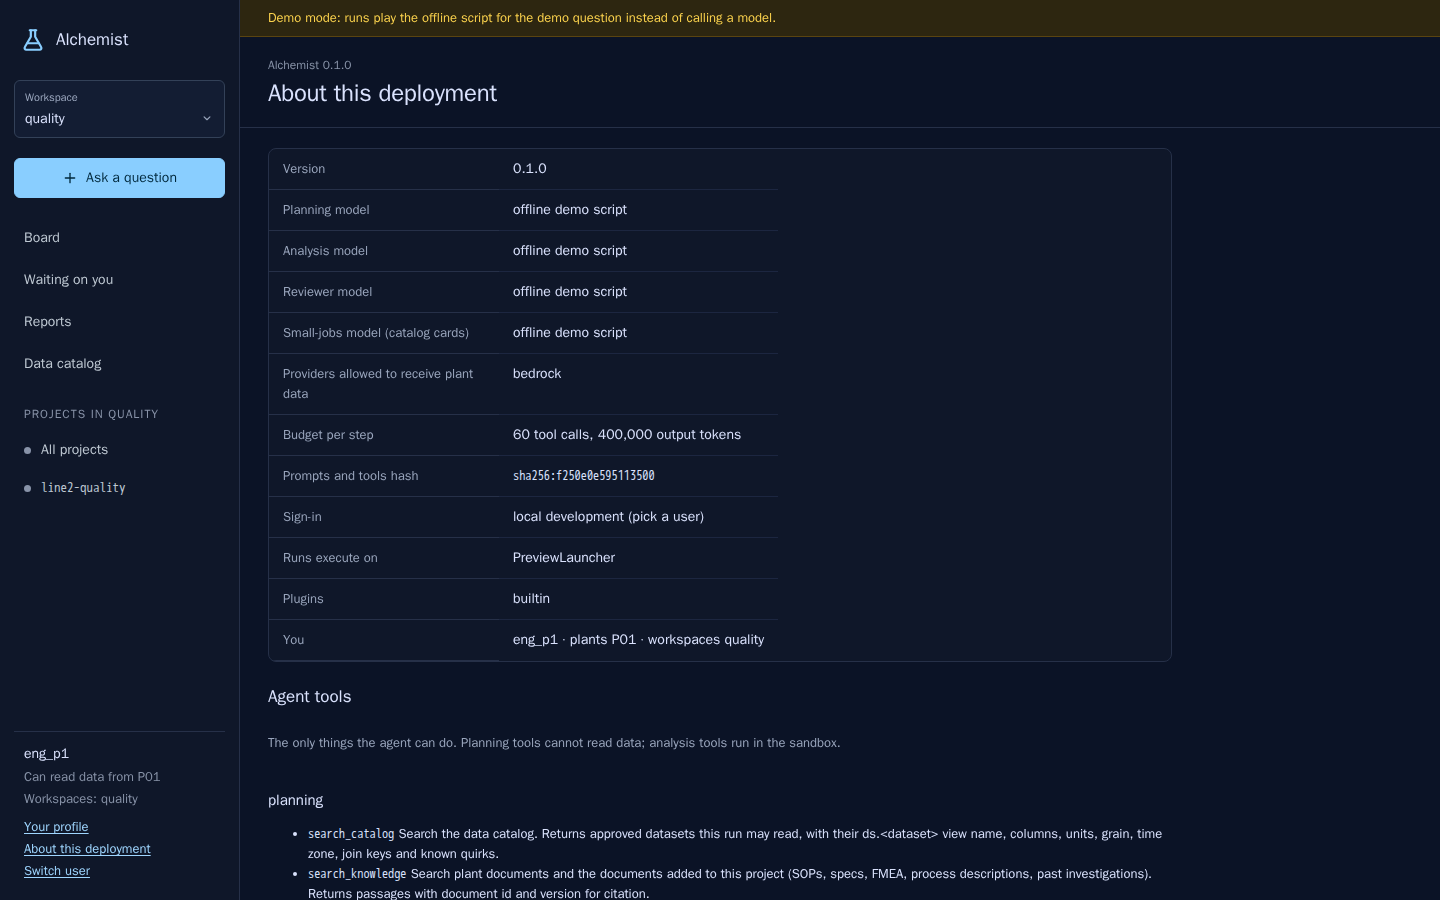 Alchemist
Workspace
quality
Ask a question
Board
Waiting on you
Reports
Data catalog
PROJECTS IN QUALITY
All projects
line2-quality
eng_p1
Can read data from P01
Workspaces: quality
Your profile
About this deployment
Switch user
Demo mode: runs play the offline script for the demo question instead of calling a model.
Alchemist 0.1.0
About this deployment
Version 0.1.0
Planning model offline demo script
Analysis model offline demo script
Reviewer model offline demo script
Small-jobs model (catalog cards) offline demo script
Providers allowed to receive plant bedrock
data
Budget per step 60 tool calls, 400,000 output tokens
Prompts and tools hash sha256:f250e0e595113500
Sign-in local development (pick a user)
Runs execute on PreviewLauncher
Plugins builtin
You eng_p1 · plants P01 · workspaces quality
Agent tools
The only things the agent can do. Planning tools cannot read data; analysis tools run in the sandbox.
planning
• search_catalog Search the data catalog. Returns approved datasets this run may read, with their ds.<dataset> view name, columns, units, grain, time
zone, join keys and known quirks.
• search_knowledge Search plant documents and the documents added to this project (SOPs, specs, FMEA, process descriptions, past investigations).
Returns passages with document id and version for citation.